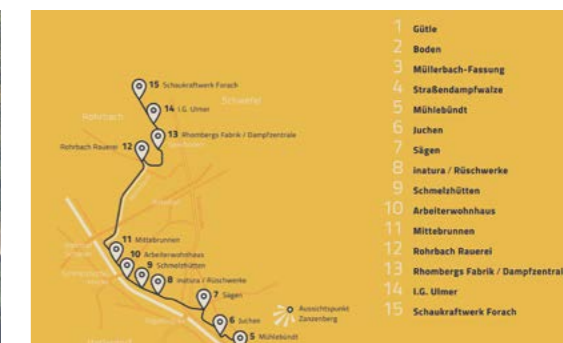 15 Schaukraftwerk Forach
14 I.G. Ulmer
Rohrbach
13 Rhombergs Fabrik / Dampfzentrale
Rohrbach Rauerei 12
11 Mittebrunnen
10 Arbeiterwohnhaus
9 Schmelzhütten
8 inatura / Rüschwerke
7 Sägen
Aussichtspunkt
Zanzenberg
6 Juchen
5 Mühlebündt
1 Gütle
2 Boden
3 Müllerbach-Fassung
4 Straßendampfwalze
5 Mühlebündt
6 Juchen
7 Sägen
8 inatura / Rüschwerke
9 Schmelzhütten
10 Arbeiterwohnhaus
11 Mittebrunnen
12 Rohrbach Rauerei
13 Rhombergs Fabrik / Dampfzentral
14 I.G. Ulmer
15 Schaukraftwerk Forach